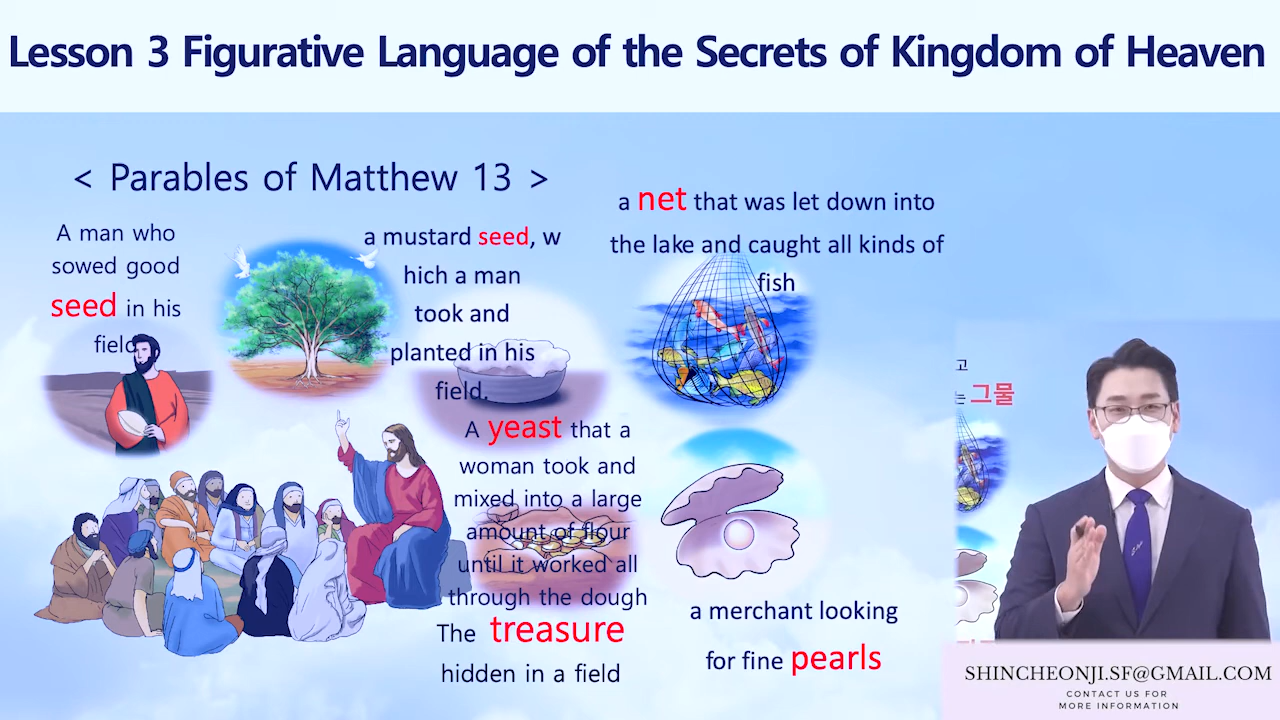 Lesson 3 Figurative Language of the Secrets of Kingdom of Heaven
< Parables of Matthew 13 >
A man who
sowed good
seed in his
field
a mustard seed, w
hich a man
took and
planted in his
field.
A yeast that a
woman took and
mixed into a large
amount of flour
until it worked all
through the dough
The treasure
hidden in a field
a net that was let down into
the lake and caught all kinds of
fish
a merchant looking
for fine pearls
고
는 그물
SHINCHEONJI.SF@GMAIL.COM
CONTACT US FOR
MORE INFORMATION